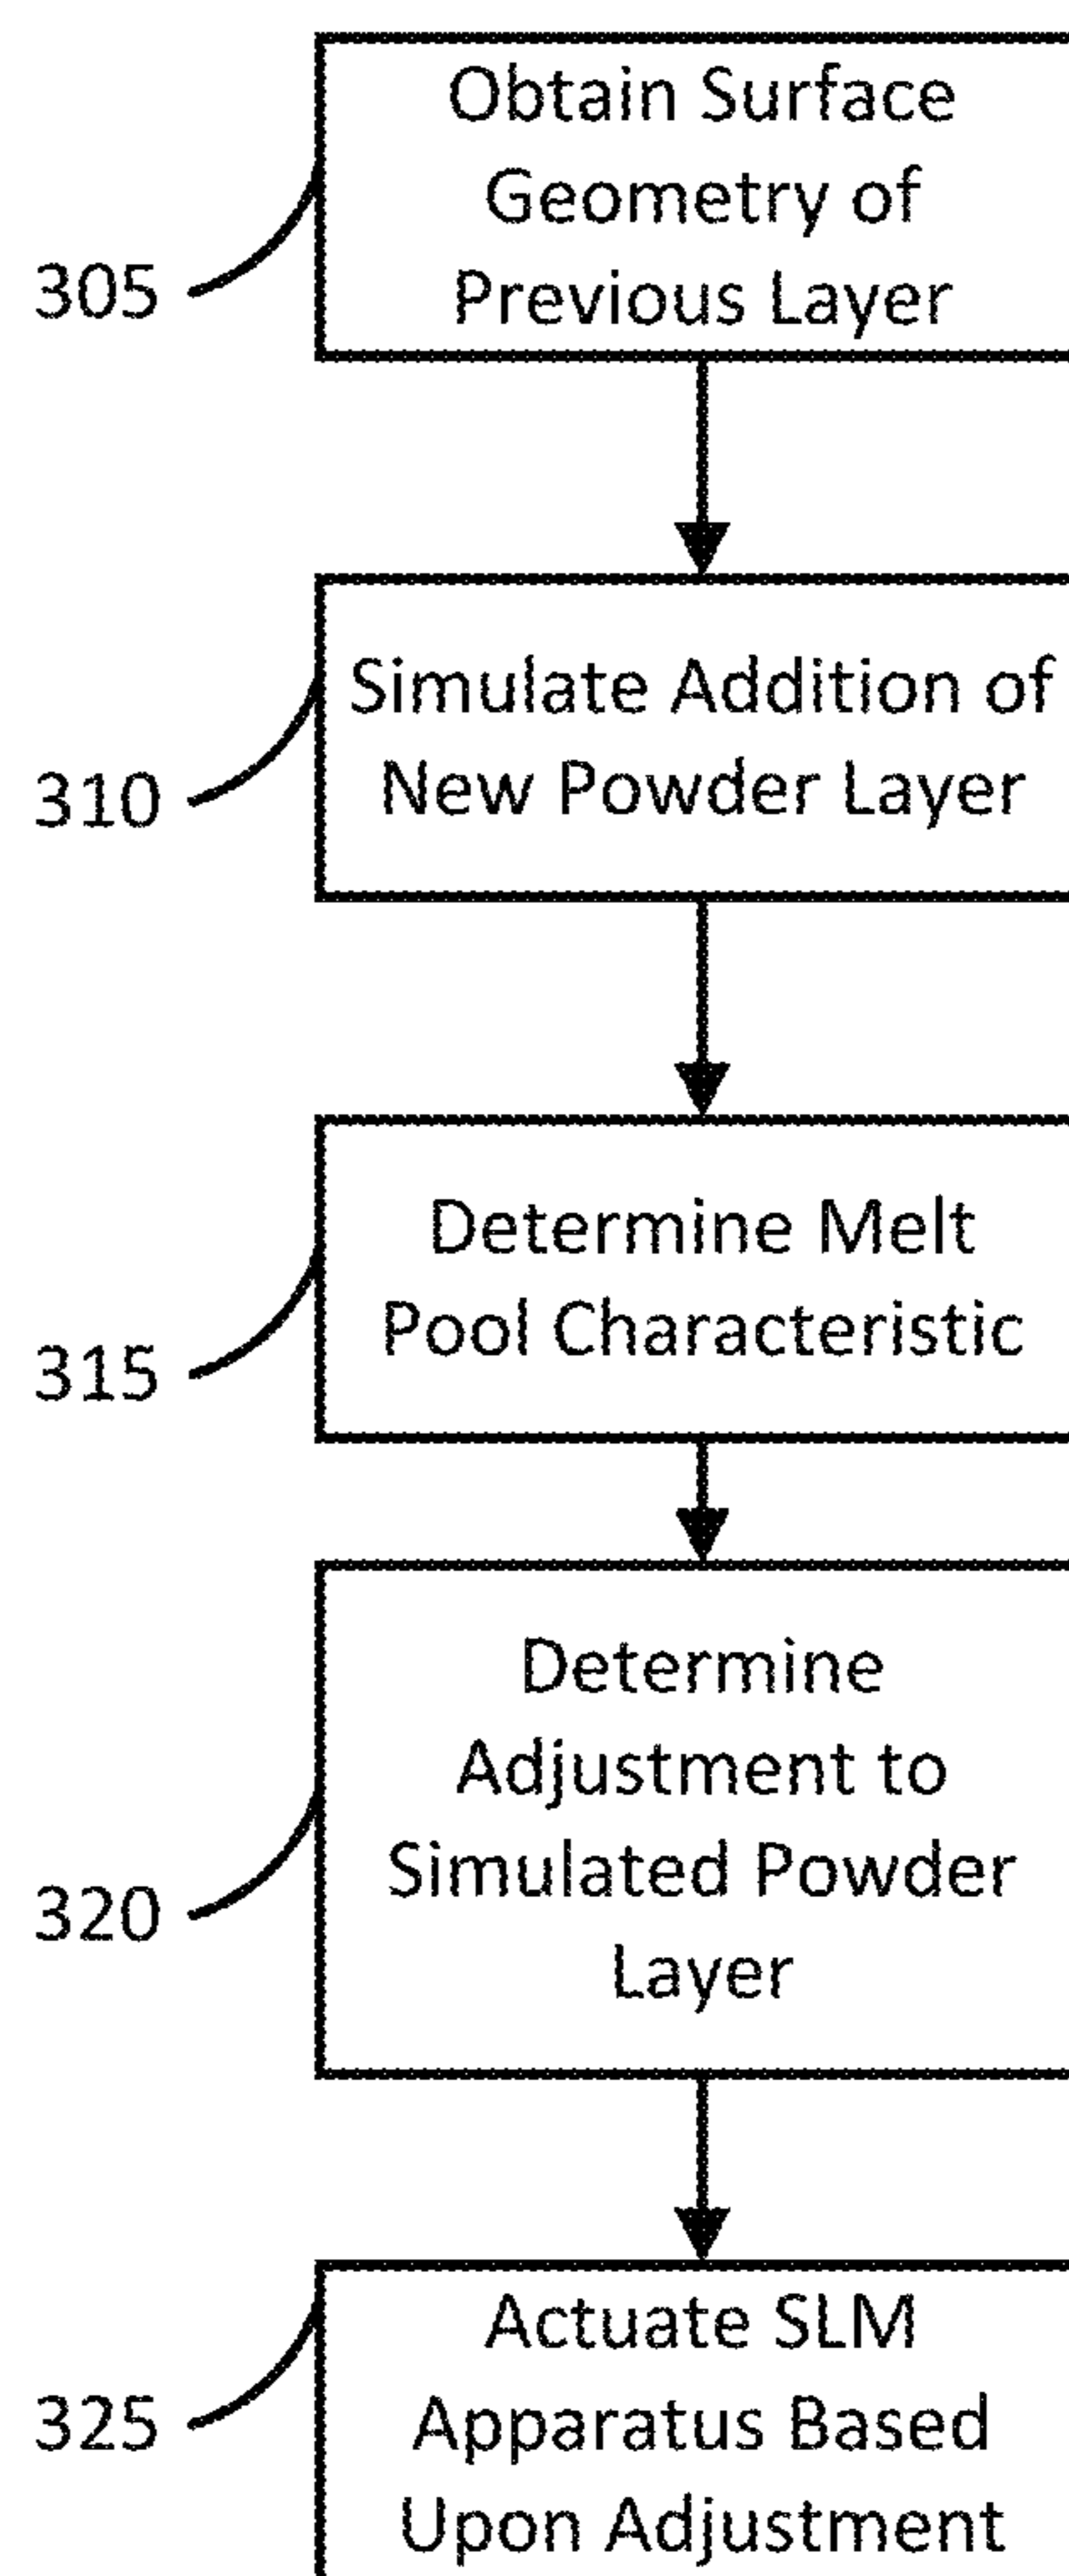 Obtain Surface
Geometry of
Previous Layer
305
Simulate Addition of
New Powder Layer
310
Determine Melt
Pool Characteristic
315
Determine
Adjustment to
Simulated Powder
Layer
320
Actuate SLM
Apparatus Based
Upon Adjustment
325